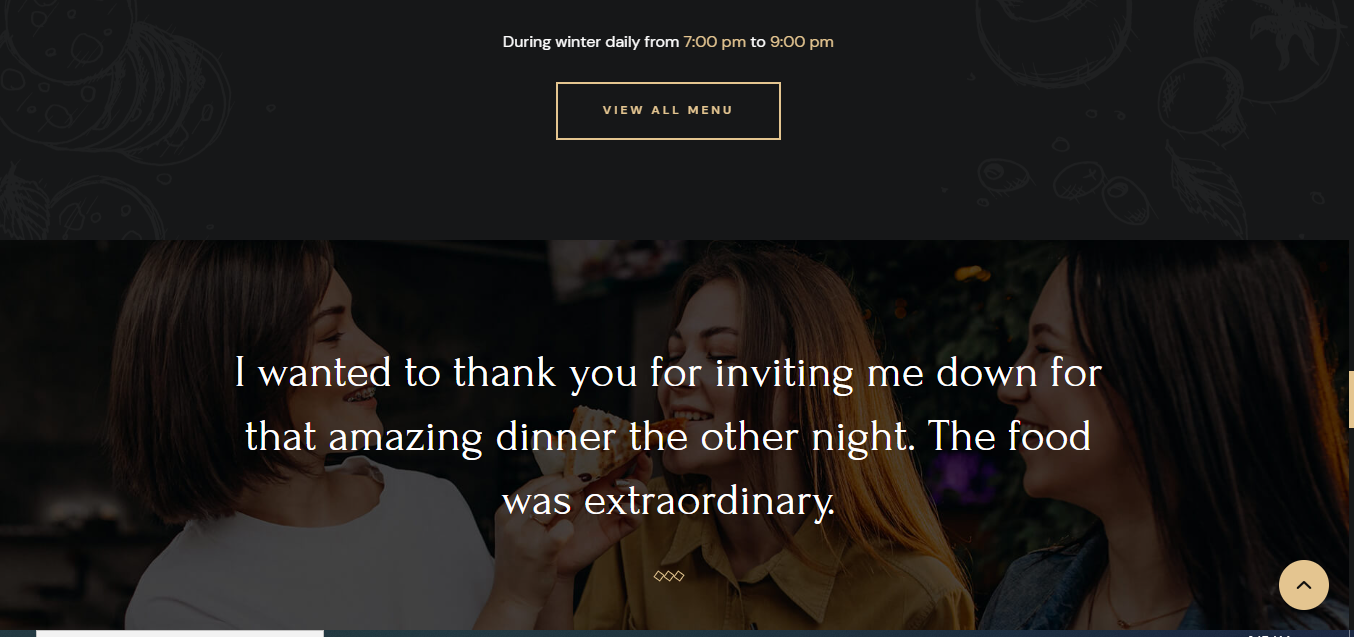 During winter daily from 7:00 pm to 9:00 pm
VIEW ALL MENU
I wanted to thank you for inviting me down for
that amazing dinner the other night. The food
was extraordinary.